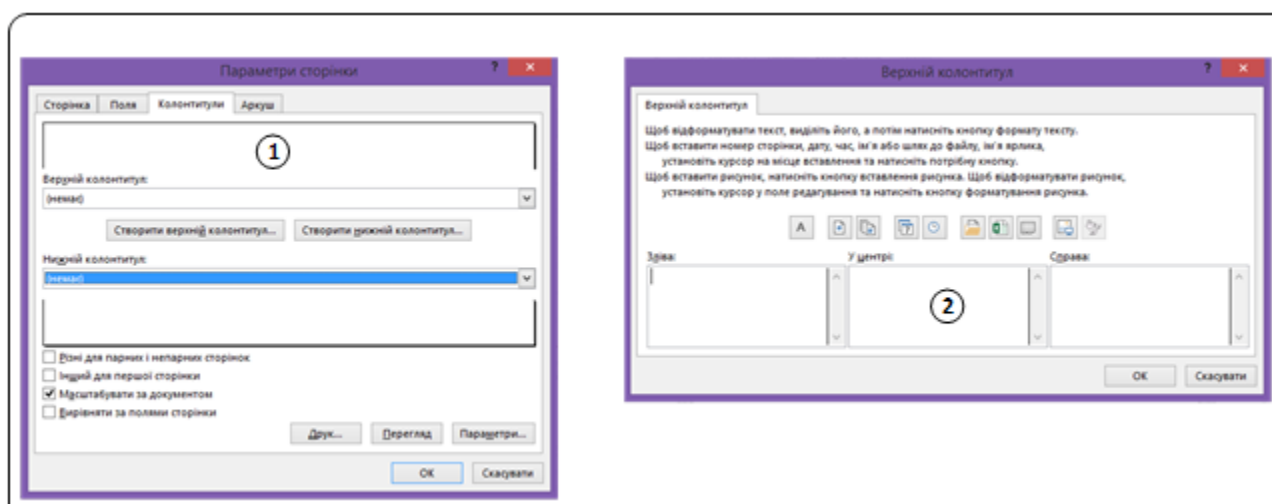 Параметри сторінки
?
×
Сторінка
Поля
Колонтитули
Аркуш
1
Верхній колонтитул:
(немає)
Створити верхній колонтитул...
Створити нижній колонтитул...
Нижній колонтитул:
(немає)
Різні для парних і непарних сторінок
Інший для першої сторінки
Масштабувати за документом
Вирівняти за полями сторінки
Друк...
Перегляд
Параметри...
OK
Скасувати
Верхній колонтитул
?
×
Верхній колонтитул
Щоб відформатувати текст, виділіть його, а потім натисніть кнопку формату тексту.
Щоб вставити номер сторінки, дату, час, ім'я або шлях до файлу, ім'я ярлика,
установіть курсор на місце вставлення та натисніть потрібну кнопку.
Щоб вставити рисунок, натисніть кнопку вставлення рисунка. Щоб відформатувати рисунок,
установіть курсор у поле редагування та натисніть кнопку форматування рисунка.
A
Зліва:
У центрі:
Справа:
2
OK
Скасувати